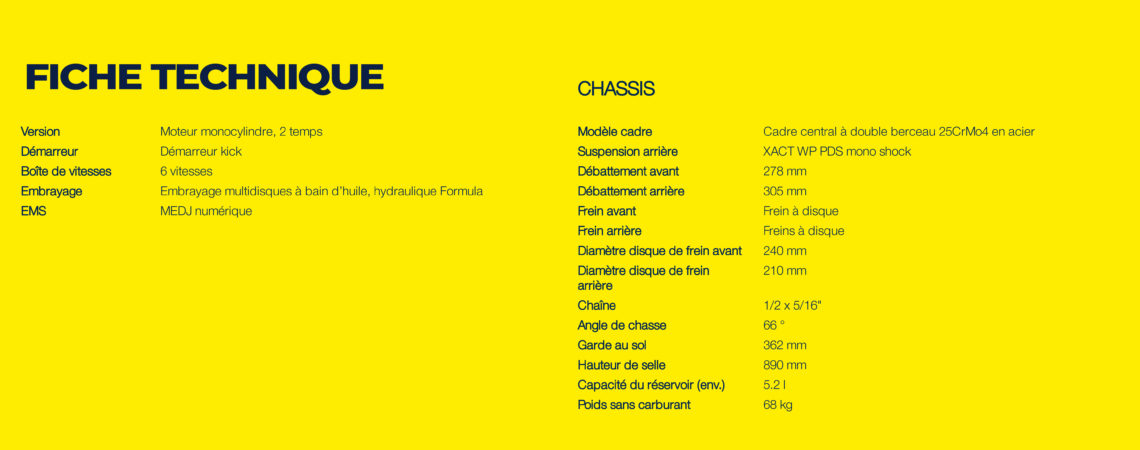 FICHE TECHNIQUE
Version Moteur monocylindre, 2 temps
Démarreur Démarreur kick
Boîte de vitesses 6 vitesses
Embrayage Embrayage multidisques à bain d'huile, hydraulique Formula
EMS MEDJ numérique
CHASSIS
Modèle cadre Cadre central à double berceau 25CrMo4 en acier
Suspension arrière XACT WP PDS mono shock
Débattement avant 278 mm
Débattement arrière 305 mm
Frein avant Frein à disque
Frein arrière Freins à disque
Diamètre disque de frein avant 240 mm
Diamètre disque de frein 210 mm
arrière
Chaîne 1/2 x 5/16"
Angle de chasse 66 °
Garde au sol 362 mm
Hauteur de selle 890 mm
Capacité du réservoir (env.) 5.2 l
Poids sans carburant 68 kg